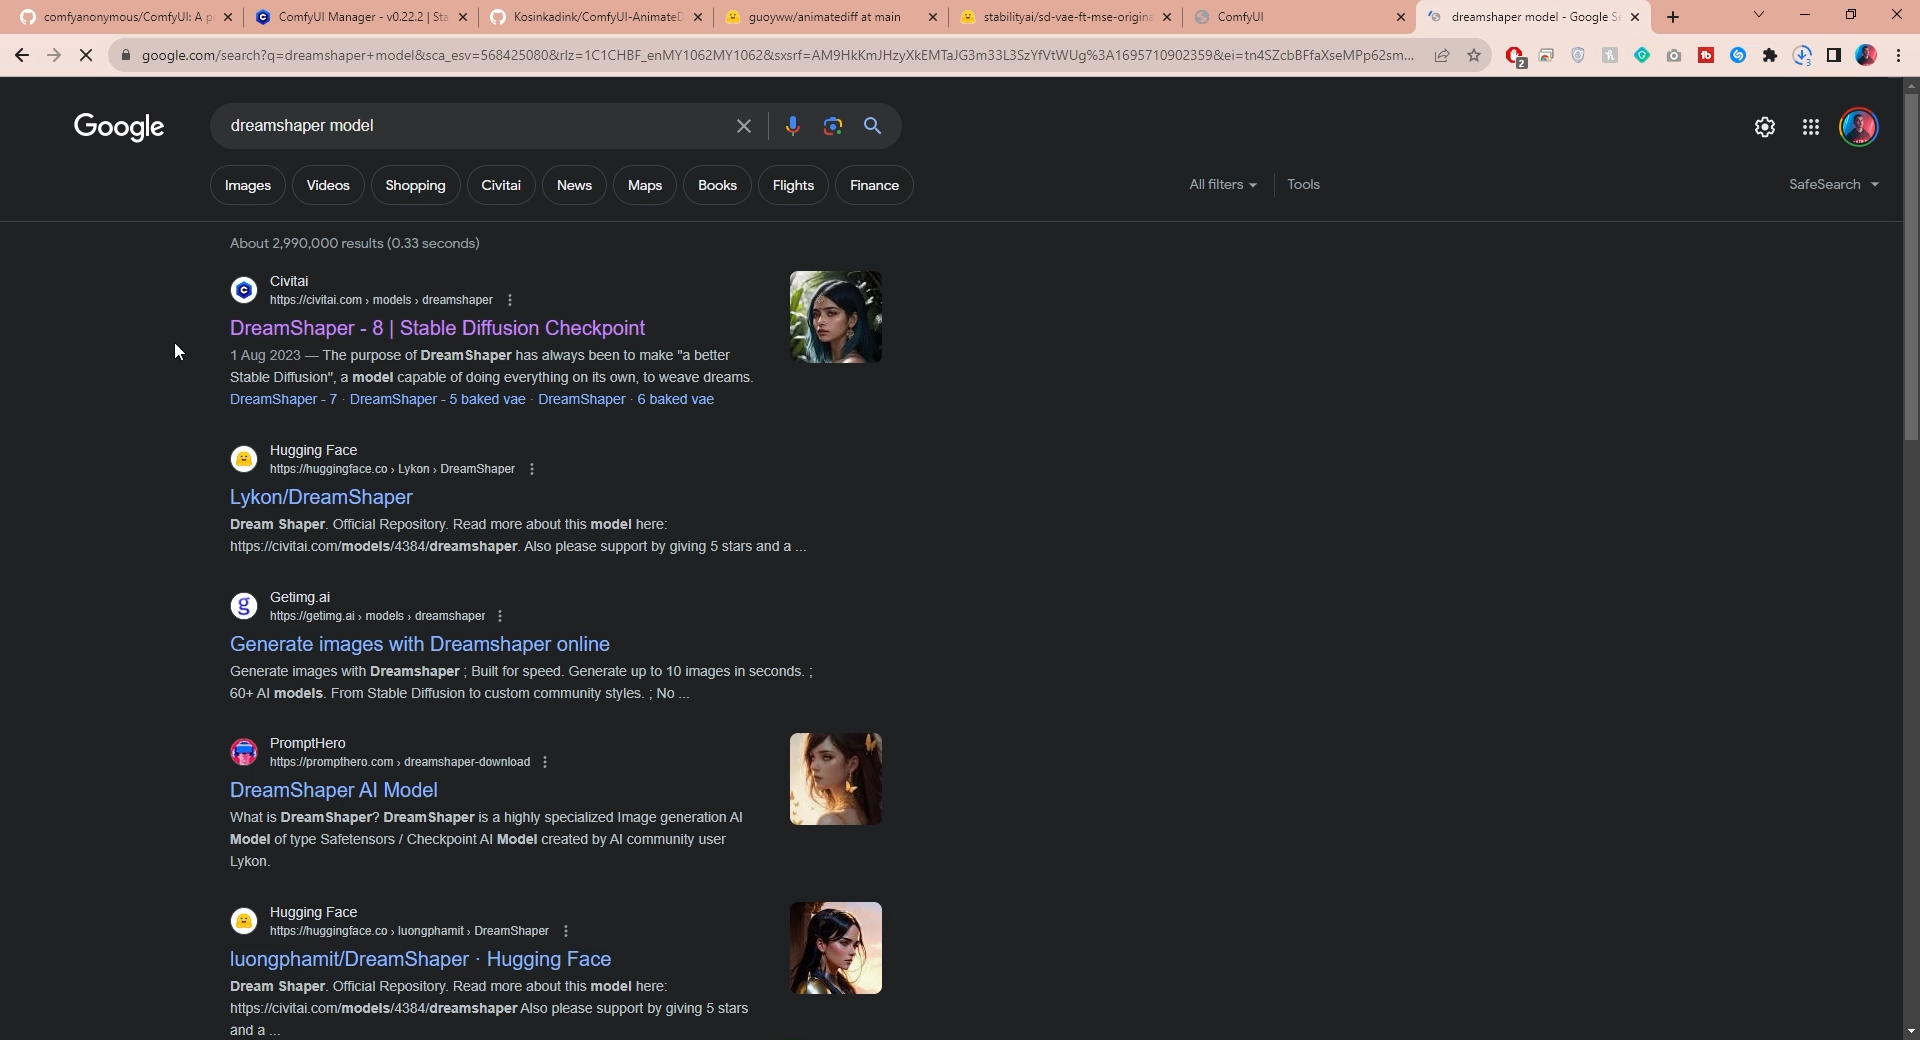 comfyanonymous/ComfyUI: A p
ComfyUI Manager - v0.22.2 | Sta
Kosinkadink/ComfyUI-AnimateD
guoyww/animatediff at main
stabilityai/sd-vae-ft-mse-origina
ComfyUI
dreamshaper model - Google Se
google.com/search?q=dreamshaper+model&sca_esv=568425080&rlz=1C1CHBF_enMY1062MY1062&sxsrf=AM9HkKmJHzyXkEMTaJG3m33L3SzYfVtWUg%3A1695710902359&ei=tn4SZcbBFfaXseMPp62sm...
2
3
Google
dreamshaper model
Images
Videos
Shopping
Civitai
News
Maps
Books
Flights
Finance
All filters
Tools
SafeSearch
About 2,990,000 results (0.33 seconds)
Civitai
https://civitai.com › models › dreamshaper
DreamShaper - 8 | Stable Diffusion Checkpoint
1 Aug 2023 — The purpose of DreamShaper has always been to make "a better
Stable Diffusion", a model capable of doing everything on its own, to weave dreams.
DreamShaper - 7 · DreamShaper - 5 baked vae · DreamShaper · 6 baked vae
Hugging Face
https://huggingface.co › Lykon › DreamShaper
Lykon/DreamShaper
Dream Shaper. Official Repository. Read more about this model here:
https://civitai.com/models/4384/dreamshaper. Also please support by giving 5 stars and a ...
Getimg.ai
https://getimg.ai › models › dreamshaper
Generate images with Dreamshaper online
Generate images with Dreamshaper ; Built for speed. Generate up to 10 images in seconds. ;
60+ AI models. From Stable Diffusion to custom community styles. ; No ...
PromptHero
https://prompthero.com › dreamshaper-download
DreamShaper AI Model
What is DreamShaper? DreamShaper is a highly specialized Image generation AI
Model of type Safetensors / Checkpoint AI Model created by AI community user
Lykon.
Hugging Face
https://huggingface.co › luongphamit › DreamShaper
luongphamit/DreamShaper · Hugging Face
Dream Shaper. Official Repository. Read more about this model here:
https://civitai.com/models/4384/dreamshaper Also please support by giving 5 stars
and a ...